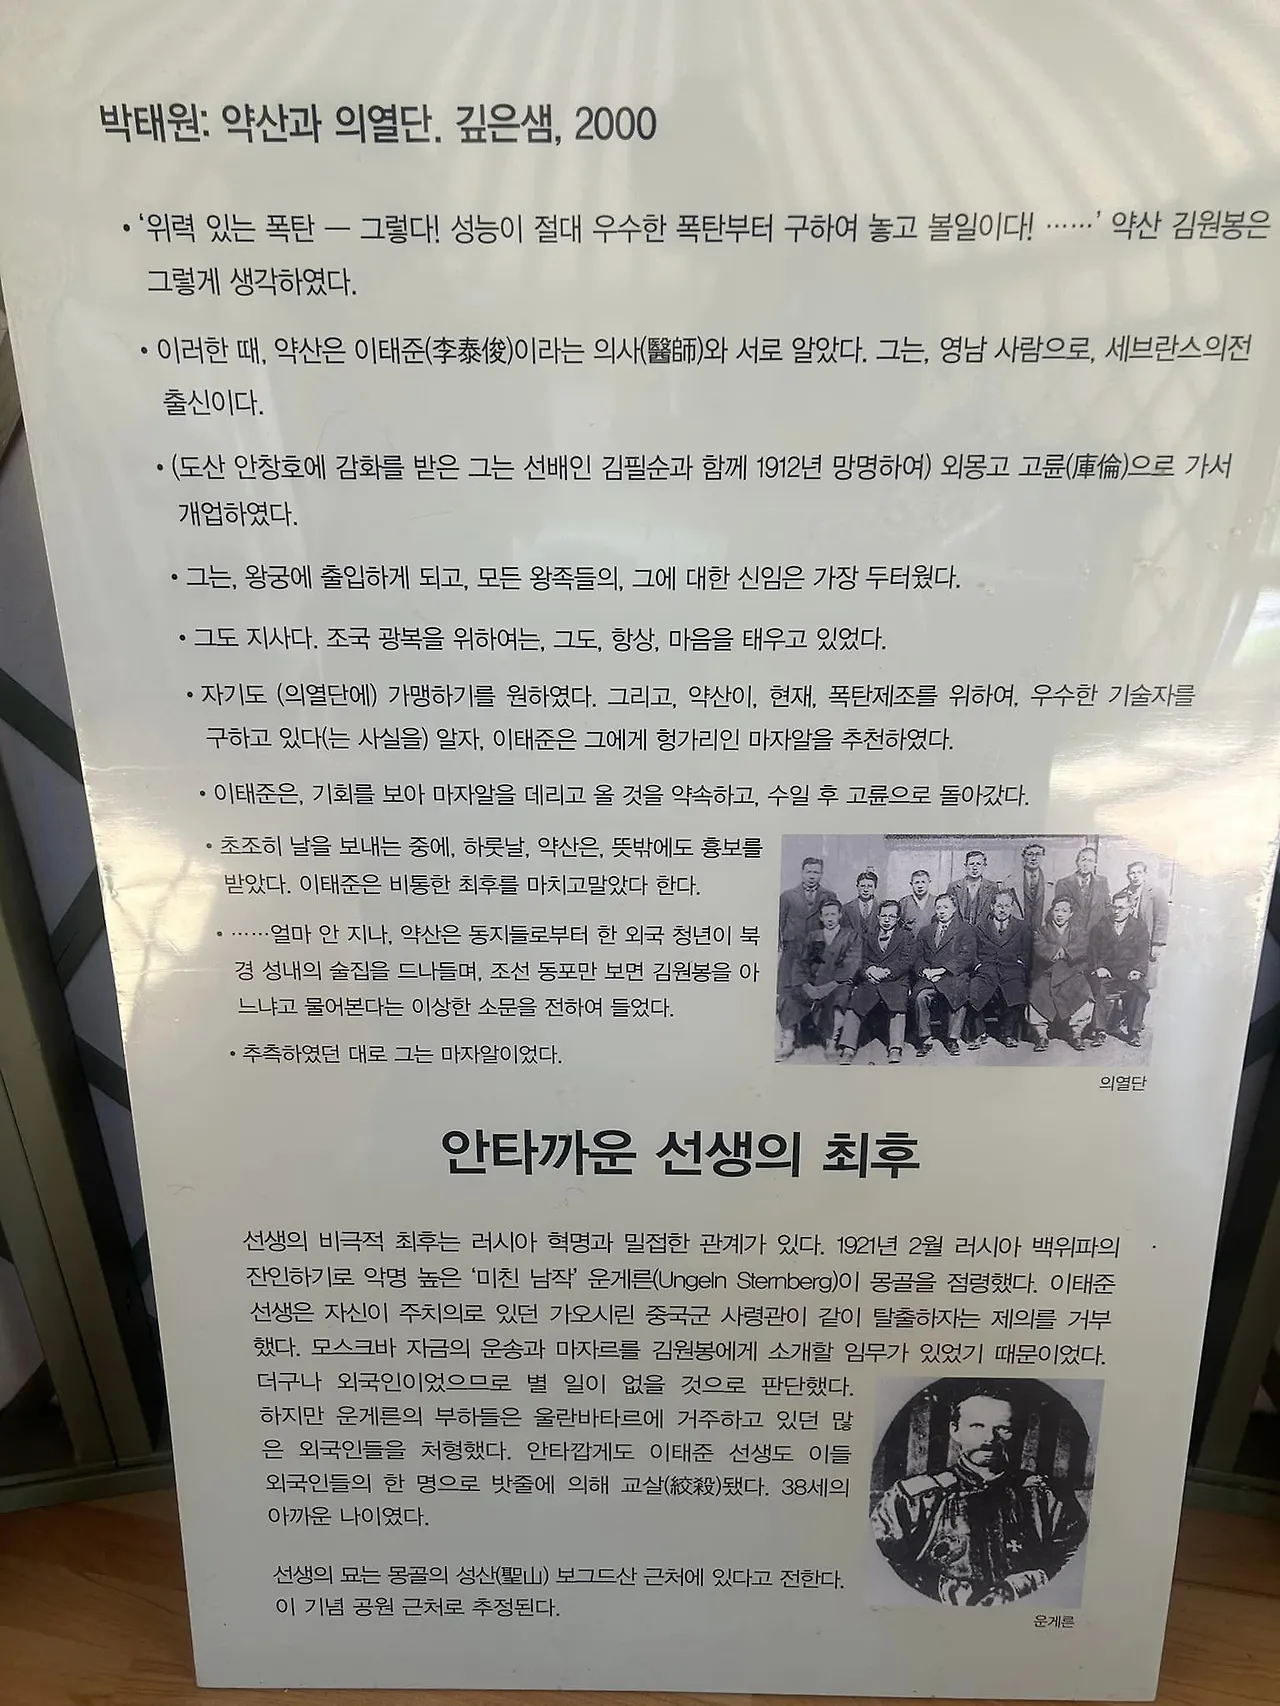 박태원: 약산과 의열단. 깊은샘, 2000
• ‘위력 있는 폭탄 — 그렇다! 성능이 절대 우수한 폭탄부터 구하여 놓고 볼일이다! ……’ 약산 김원봉은
그렇게 생각하였다.
• 이러한 때, 약산은 이태준(李泰俊)이라는 의사(醫師)와 서로 알았다. 그는, 영남 사람으로, 세브란스의전
출신이다.
• (도산 안창호에 감화를 받은 그는 선배인 김필순과 함께 1912년 망명하여) 외몽고 고륜(庫倫)으로 가서
개업하였다.
• 그는, 왕궁에 출입하게 되고, 모든 왕족들의, 그에 대한 신임은 가장 두터웠다.
• 그도 지사다. 조국 광복을 위하여는, 그도, 항상, 마음을 태우고 있었다.
• 자기도 (의열단에) 가맹하기를 원하였다. 그리고, 약산이, 현재, 폭탄제조를 위하여, 우수한 기술자를
구하고 있다(는 사실을) 알자, 이태준은 그에게 헝가리인 마자알을 추천하였다.
• 이태준은, 기회를 보아 마자알을 데리고 올 것을 약속하고, 수일 후 고륜으로 돌아갔다.
• 초조히 날을 보내는 중에, 하룻날, 약산은, 뜻밖에도 흉보를
받았다. 이태준은 비통한 최후를 마치고말았다 한다.
• ……얼마 안 지나, 약산은 동지들로부터 한 외국 청년이 북
경 성내의 술집을 드나들며, 조선 동포만 보면 김원봉을 아
느냐고 물어본다는 이상한 소문을 전하여 들었다.
• 추측하였던 대로 그는 마자알이었다.
의열단
안타까운 선생의 최후
선생의 비극적 최후는 러시아 혁명과 밀접한 관계가 있다. 1921년 2월 러시아 백위파의
잔인하기로 악명 높은 ‘미친 남작’ 운게른(Ungeln Sternberg)이 몽골을 점령했다. 이태준
선생은 자신이 주치의로 있던 가오시린 중국군 사령관이 같이 탈출하자는 제의를 거부
했다. 모스크바 자금의 운송과 마자르를 김원봉에게 소개할 임무가 있었기 때문이었다.
더구나 외국인이었으므로 별 일이 없을 것으로 판단했다.
하지만 운게른의 부하들은 울란바타르에 거주하고 있던 많
은 외국인들을 처형했다. 안타깝게도 이태준 선생도 이들
외국인들의 한 명으로 밧줄에 의해 교살(絞殺)됐다. 38세의
아까운 나이였다.
선생의 묘는 몽골의 성산(聖山) 보그드산 근처에 있다고 전한다.
이 기념 공원 근처로 추정된다.
운게른